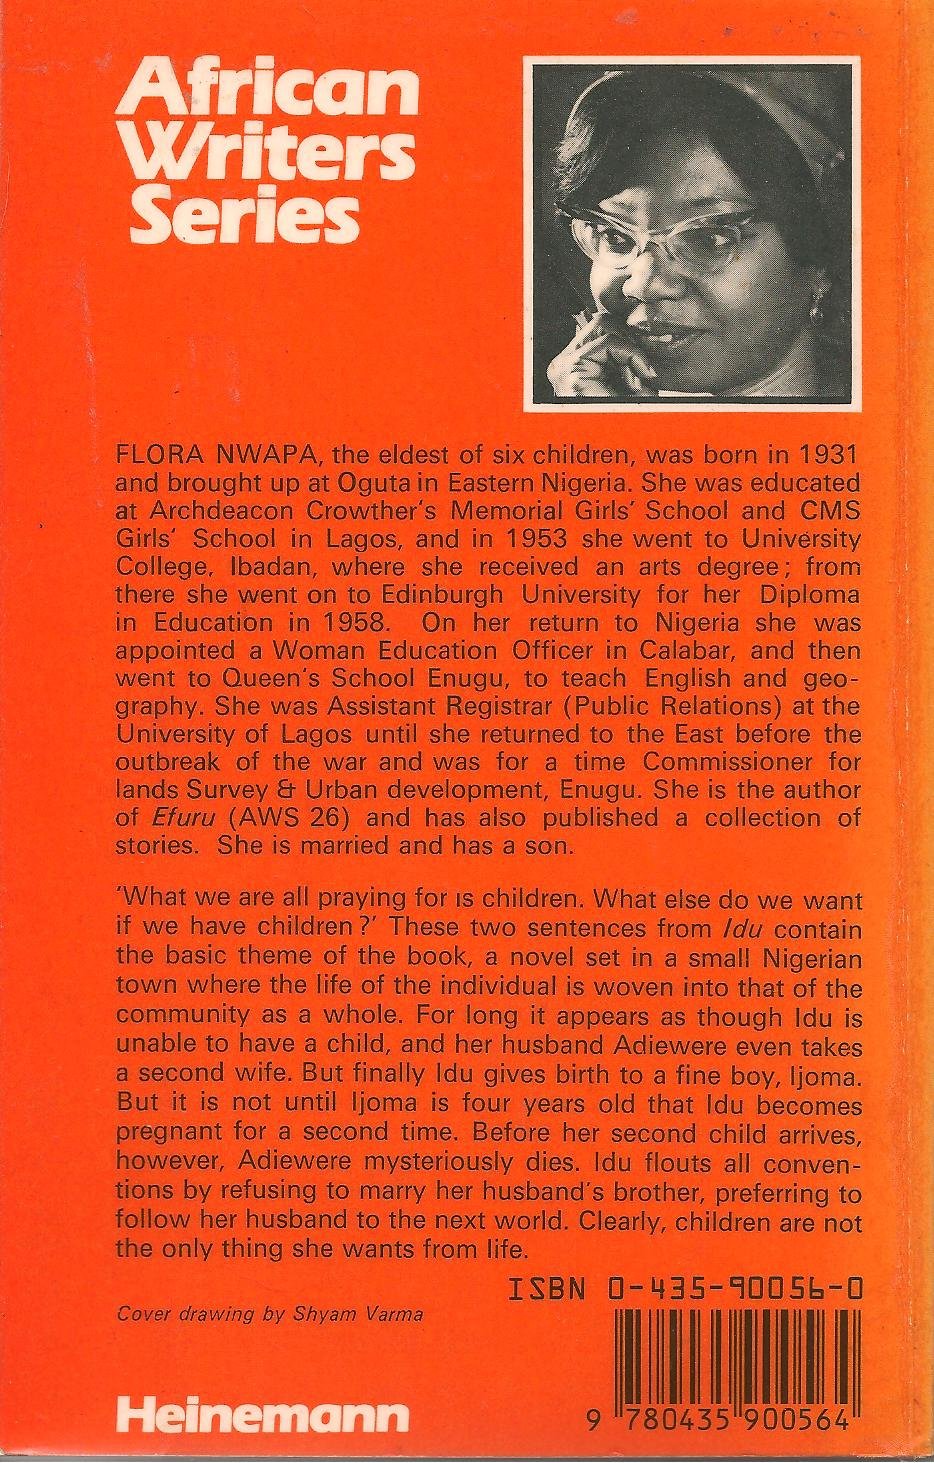 African
Writers
Series
FLORA NWAPA, the eldest of six children, was born in 1931
and brought up at Oguta in Eastern Nigeria. She was educated
at Archdeacon Crowther's Memorial Girls' School and CMS
Girls' School in Lagos, and in 1953 she went to University
College, Ibadan, where she received an arts degree; from
there she went on to Edinburgh University for her Diploma
in Education in 1958. On her return to Nigeria she was
appointed a Woman Education Officer in Calabar, and then
went to Queen's School Enugu, to teach English and geo-
graphy. She was Assistant Registrar (Public Relations) at the
University of Lagos until she returned to the East before the
outbreak of the war and was for a time Commissioner for
lands Survey & Urban development, Enugu. She is the author
of Efuru (AWS 26) and has also published a collection of
stories. She is married and has a son.
'What we are all praying for is children. What else do we want
if we have children?' These two sentences from Idu contain
the basic theme of the book, a novel set in a small Nigerian
town where the life of the individual is woven into that of the
community as a whole. For long it appears as though Idu is
unable to have a child, and her husband Adiewere even takes
a second wife. But finally Idu gives birth to a fine boy, Ijoma.
But it is not until Ijoma is four years old that Idu becomes
pregnant for a second time. Before her second child arrives,
however, Adiewere mysteriously dies. Idu flouts all conven-
tions by refusing to marry her husband's brother, preferring to
follow her husband to the next world. Clearly, children are not
the only thing she wants from life.
ISBN 0-435-90056-0
Cover drawing by Shyam Varma
Heinemann
9 780435 900564